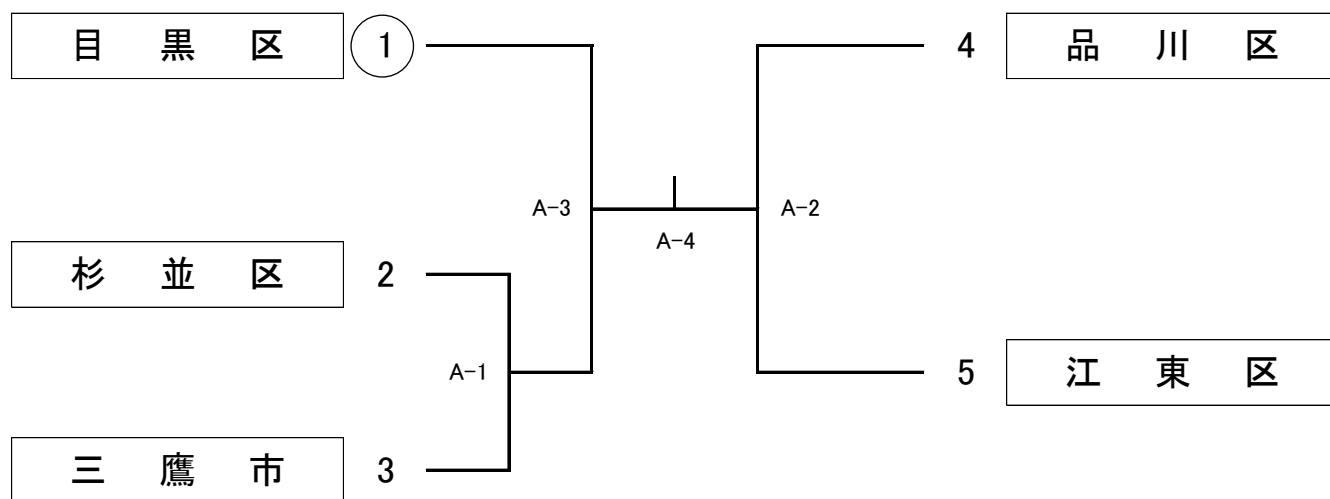 目 黒 区 1
4 品 川 区
A-3
A-2
A-4
杉 並 区 2
A-1
5 江 東 区
三 鷹 市 3